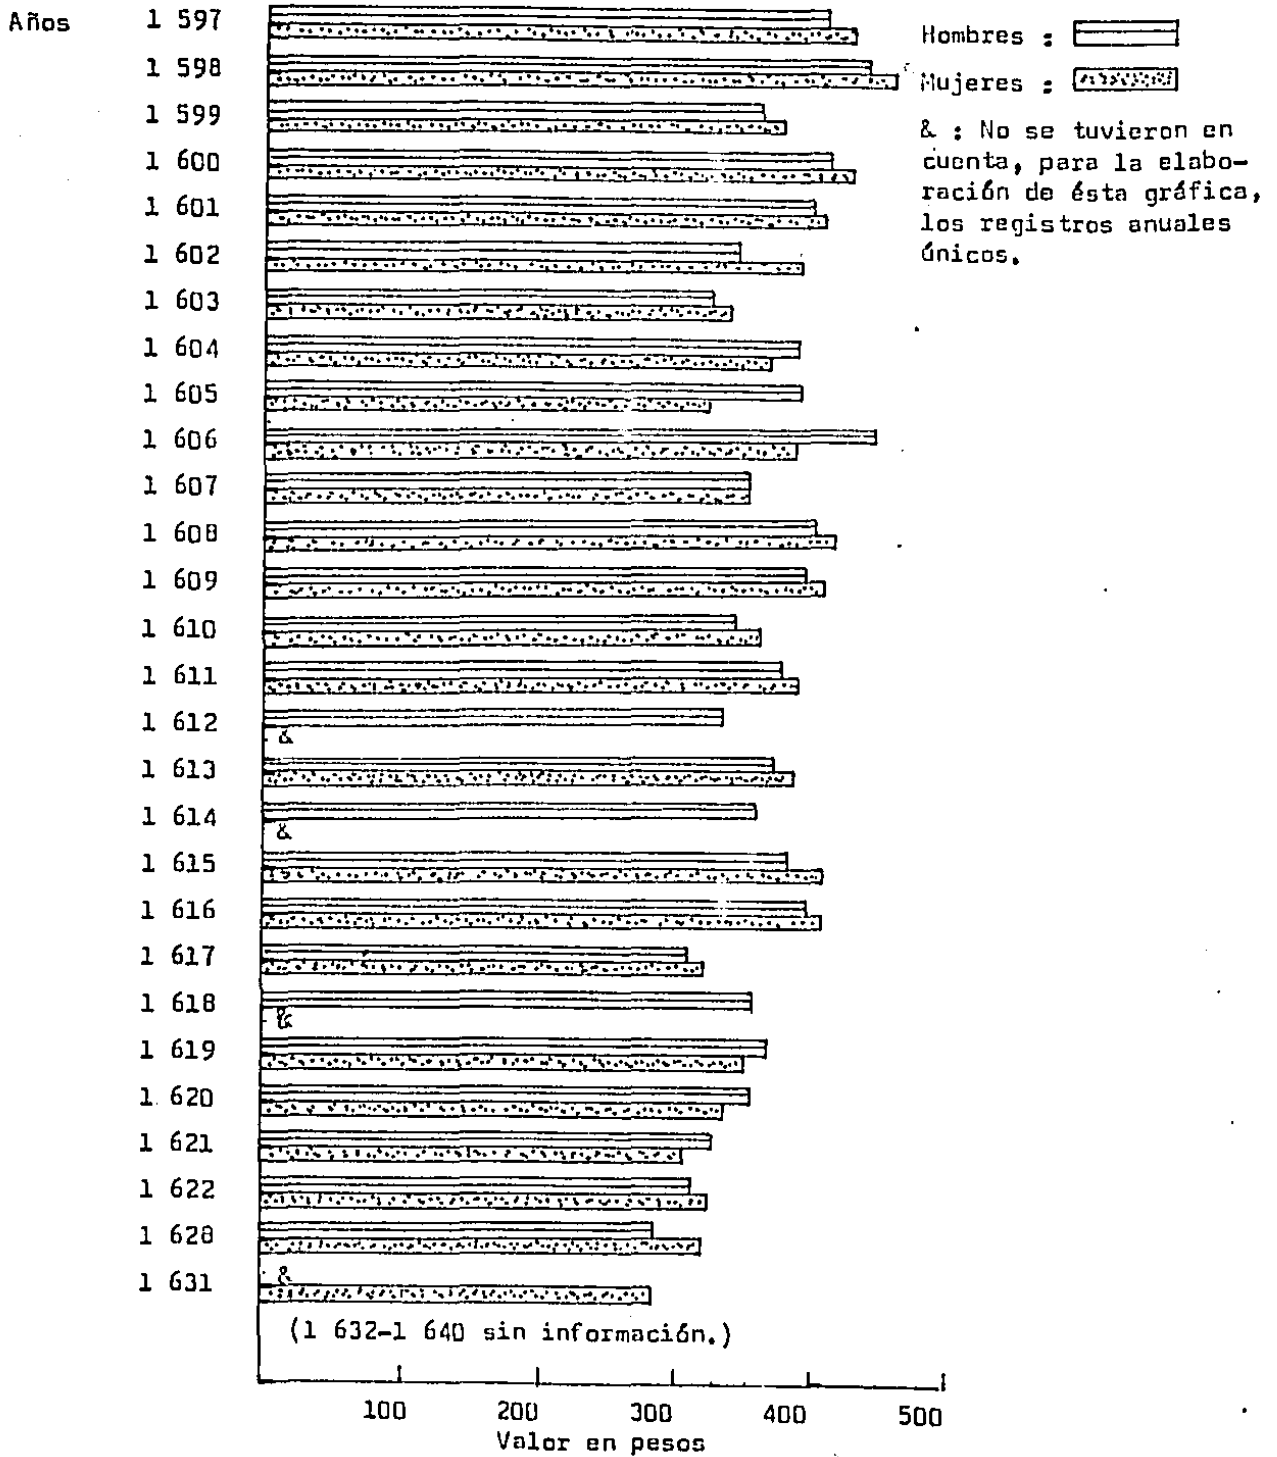 Años
1 597
1 598
1 599
1 600
1 601
1 602
1 603
1 604
1 605
1 606
1 607
1 608
1 609
1 610
1 611
1 612
&
1 613
1 614
&
1 615
1 616
1 617
1 618
&
1 619
1 620
1 621
1 622
1 628
1 631
&
(1 632-1 640 sin información.)
100 200 300 400 500
Valor en pesos
Hombres :
Mujeres :
& : No se tuvieron en
cuenta, para la elabo-
ración de ésta gráfica,
los registros anuales
únicos.